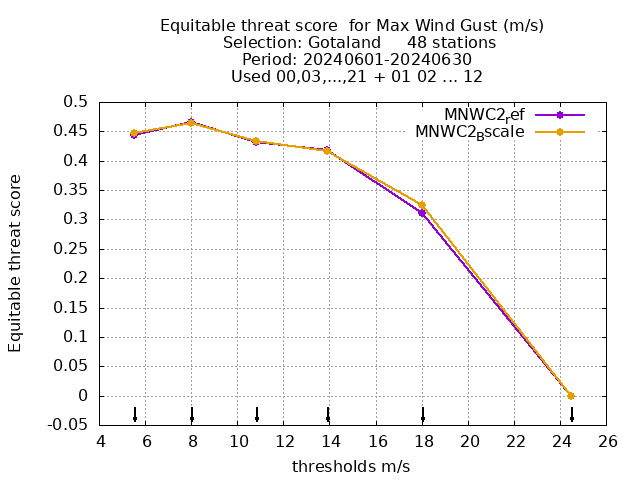 Equitable threat score  for Max Wind Gust (m/s)
Selection: Gotaland     48 stations
Period: 20240601-20240630
Used 00,03,...,21 + 01 02 ... 12
MNWC2ref
MNWC2Bscale
0.5
0.45
0.4
0.35
0.3
0.25
0.2
0.15
0.1
0.05
0
-0.05
Equitable threat score
4 6 8 10 12 14 16 18 20 22 24 26
thresholds m/s